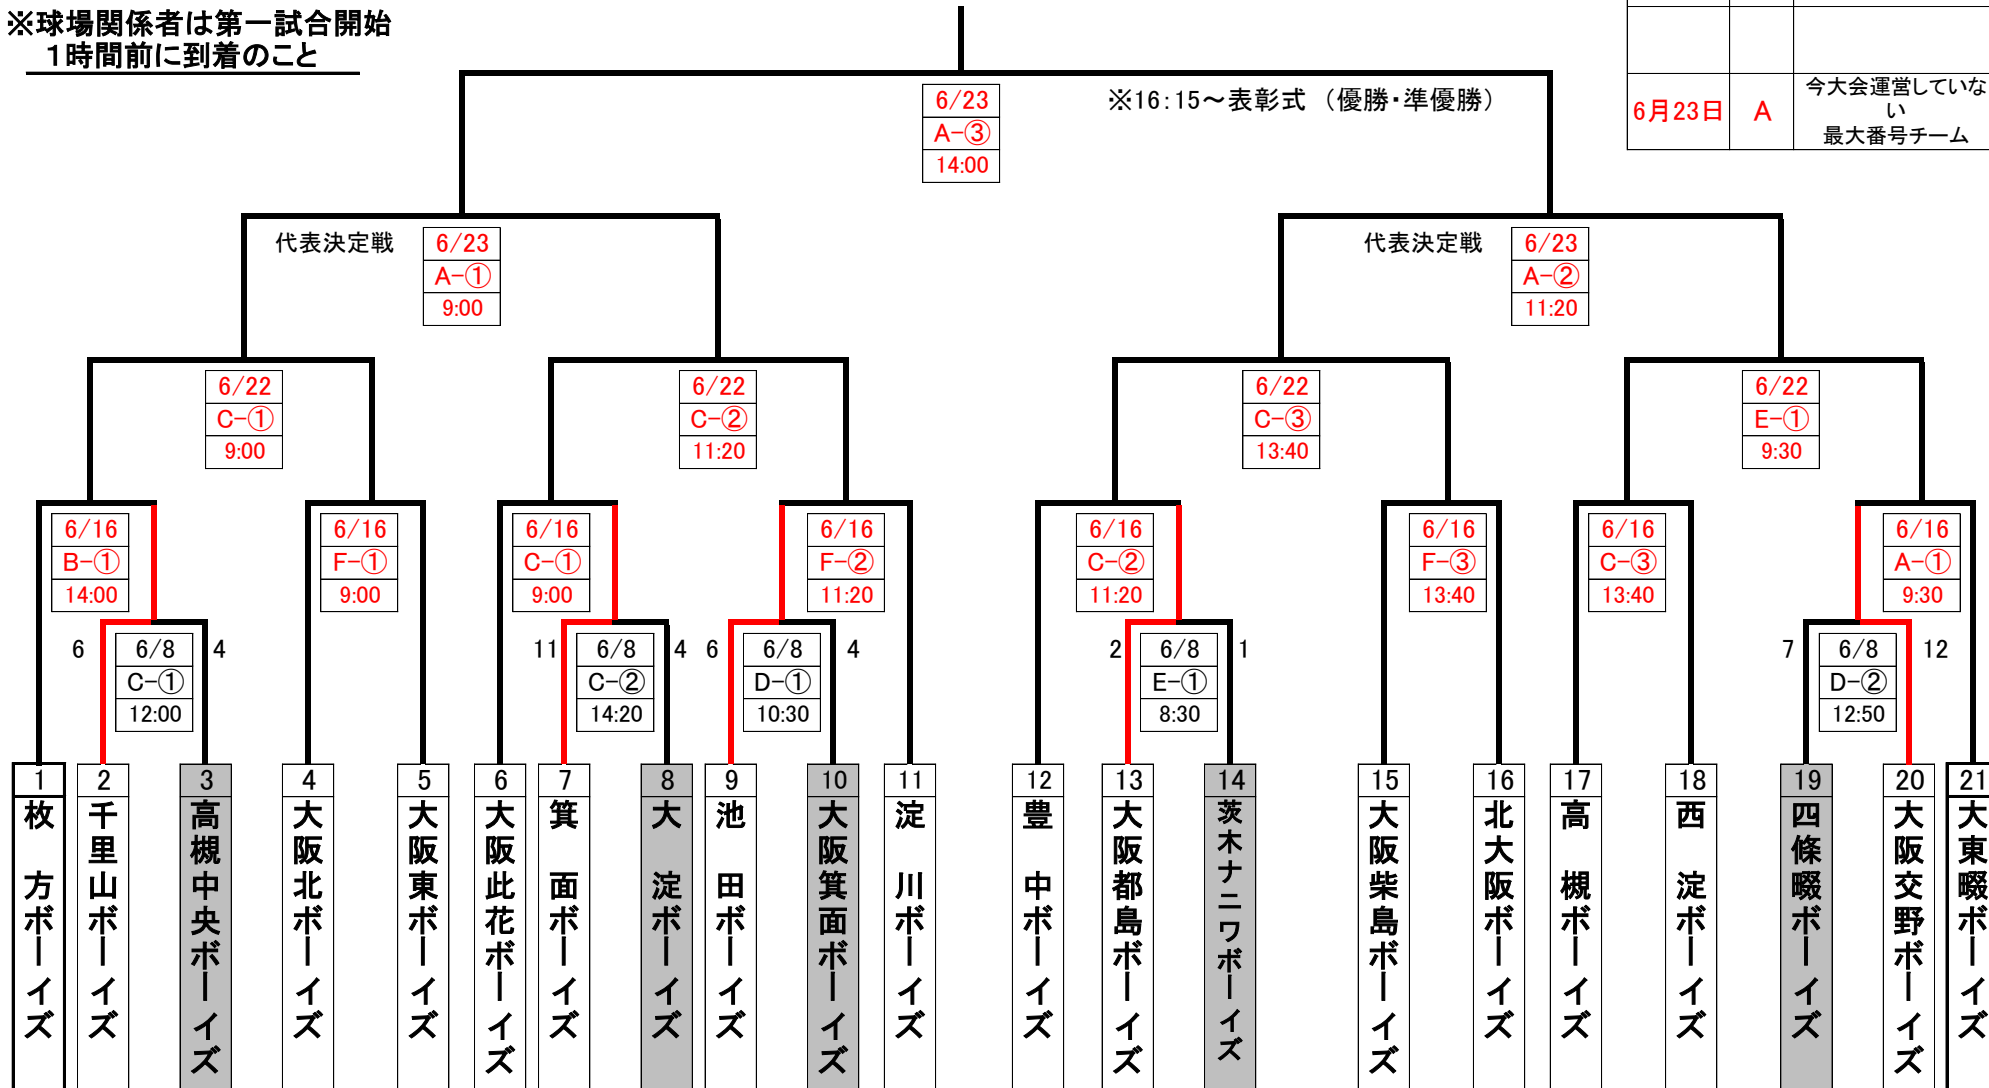 ※球場関係者は第一試合開始
1時間前に到着のこと
6月23日
A
今大会運営していな
い
最大番号チーム
6/23
A-③
14:00
※16:15～表彰式 （優勝・準優勝）
代表決定戦
6/23
A-①
9:00
代表決定戦
6/23
A-②
11:20
6/22
C-①
9:00
6/22
C-②
11:20
6/22
C-③
13:40
6/22
E-①
9:30
6/16
B-①
14:00
6/16
F-①
9:00
6/16
C-①
9:00
6/16
F-②
11:20
6/16
C-②
11:20
6/16
F-③
13:40
6/16
C-③
13:40
6/16
A-①
9:30
6
6/8
C-①
12:00
4
11
6/8
C-②
14:20
4
6
6/8
D-①
10:30
4
2
6/8
E-①
8:30
1
7
6/8
D-②
12:50
12
1
枚　方ボーイズ
2
千里山ボーイズ
3
高槻中央ボーイズ
4
大阪北ボーイズ
5
大阪東ボーイズ
6
大阪此花ボーイズ
7
箕　面ボーイズ
8
大　淀ボーイズ
9
池　田ボーイズ
10
大阪箕面ボーイズ
11
淀　川ボーイズ
12
豊　中ボーイズ
13
大阪都島ボーイズ
14
茨木ナニワボーイズ
15
大阪柴島ボーイズ
16
北大阪ボーイズ
17
高　槻ボーイズ
18
西　淀ボーイズ
19
四條畷ボーイズ
20
大阪交野ボーイズ
21
大東畷ボーイズ